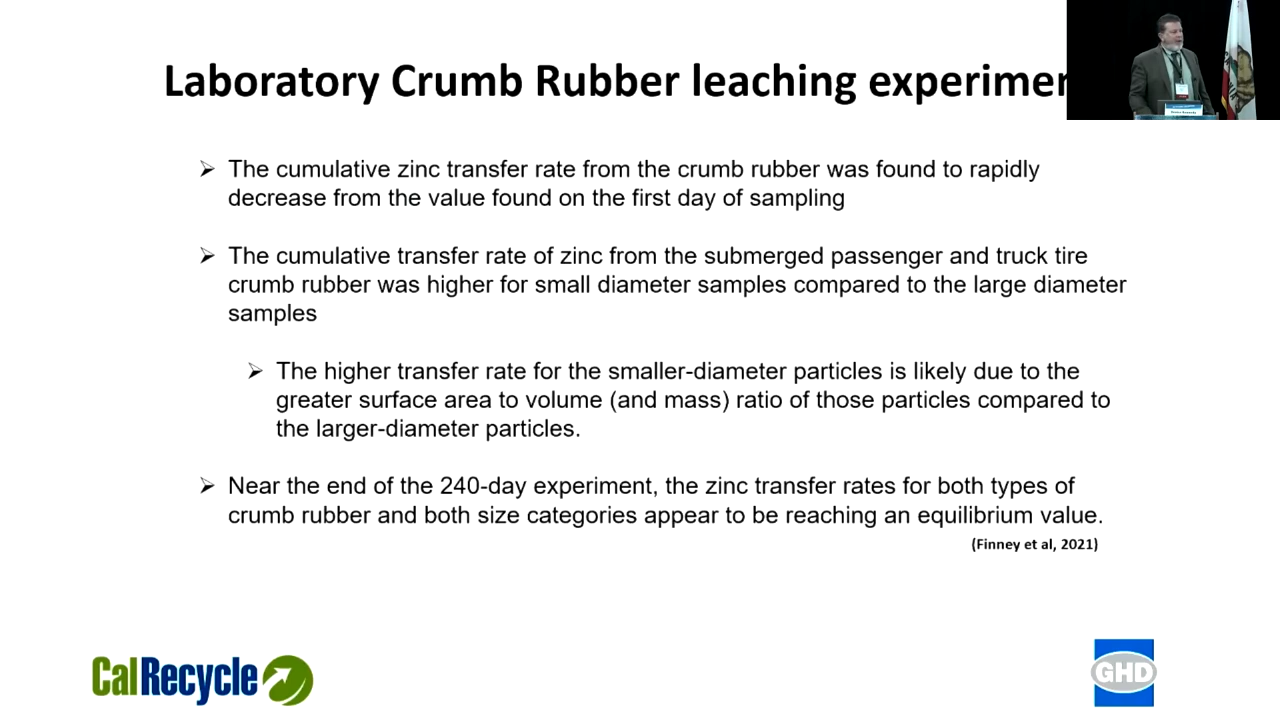 Laboratory Crumb Rubber leaching experimen
➢ The cumulative zinc transfer rate from the crumb rubber was found to rapidly
decrease from the value found on the first day of sampling
➢ The cumulative transfer rate of zinc from the submerged passenger and truck tire
crumb rubber was higher for small diameter samples compared to the large diameter
samples
➢ The higher transfer rate for the smaller-diameter particles is likely due to the
greater surface area to volume (and mass) ratio of those particles compared to
the larger-diameter particles.
➢ Near the end of the 240-day experiment, the zinc transfer rates for both types of
crumb rubber and both size categories appear to be reaching an equilibrium value.
(Finney et al, 2021)
CalRecycle
GHD